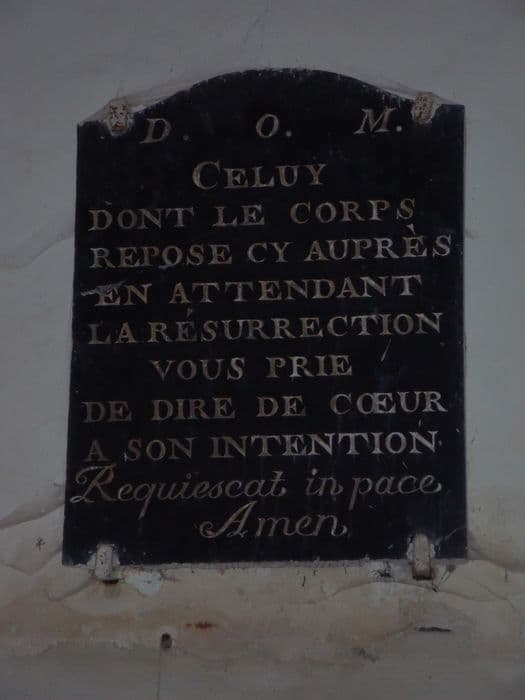 D. O. M.
CELUY
DONT LE CORPS
REPOSE CY AUPRÈS
EN ATTENDANT
LA RÉSURRECTION
VOUS PRIE
DE DIRE DE CŒUR
A SON INTENTION
Requiescat in pace
Amen